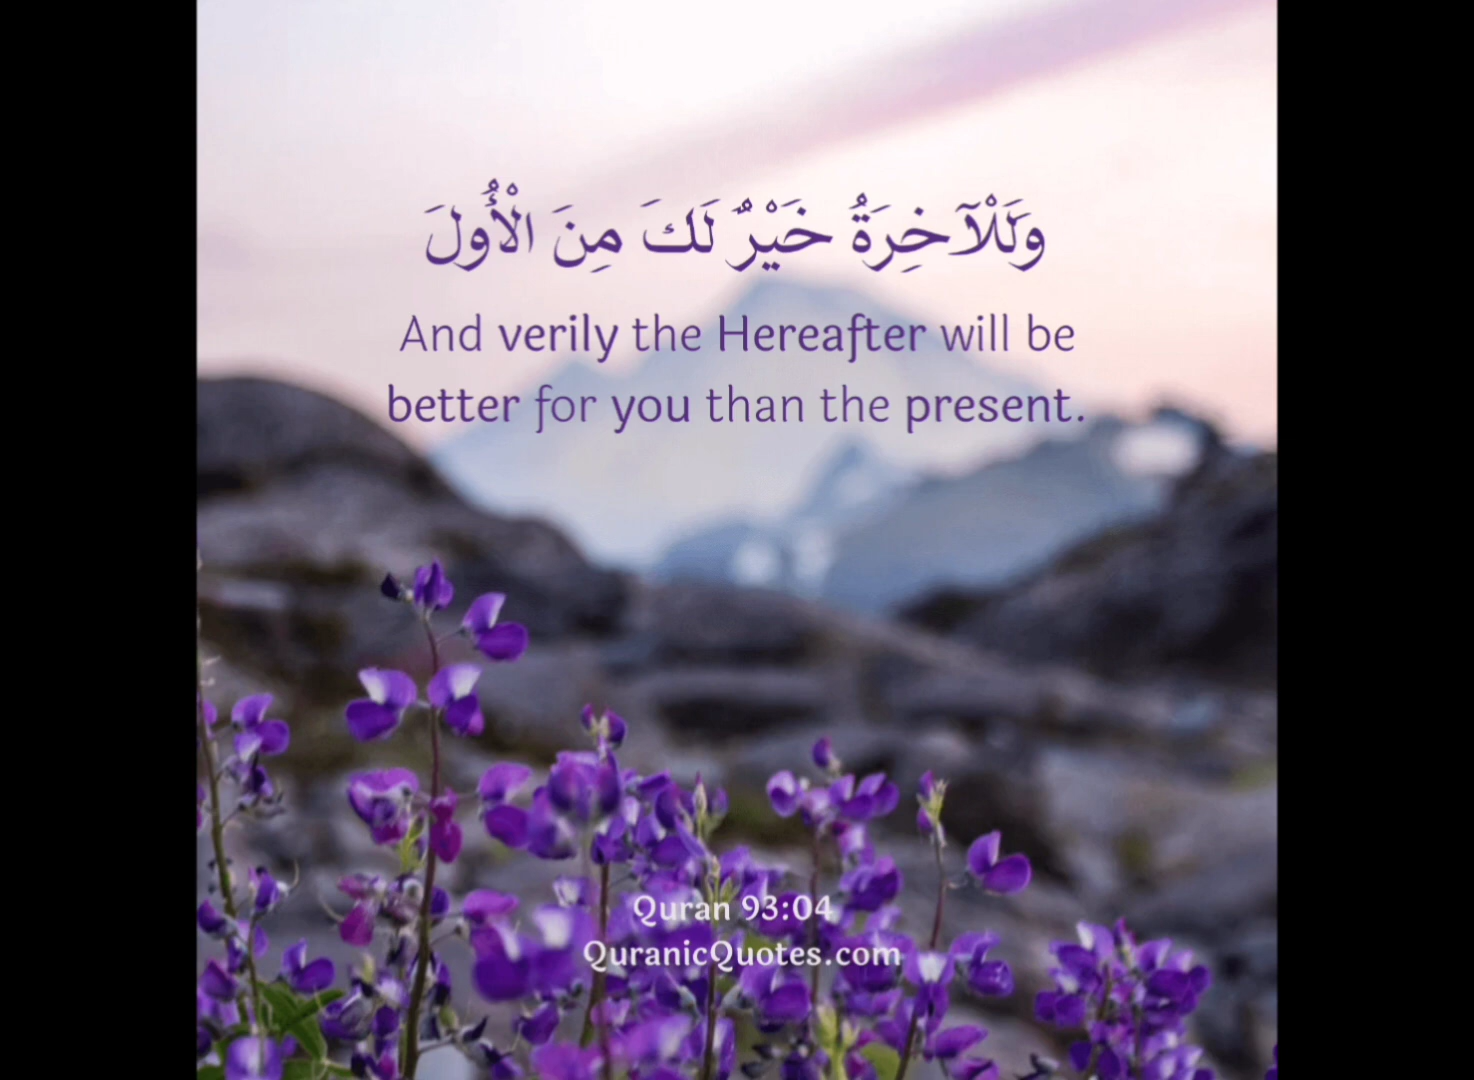 وَلَلْآخِرَةُ خَيْرٌ لَكَ مِنَ الْأُولَ
And verily the Hereafter will be
better for you than the present.
Quran 93:04
QuranicQuotes.com